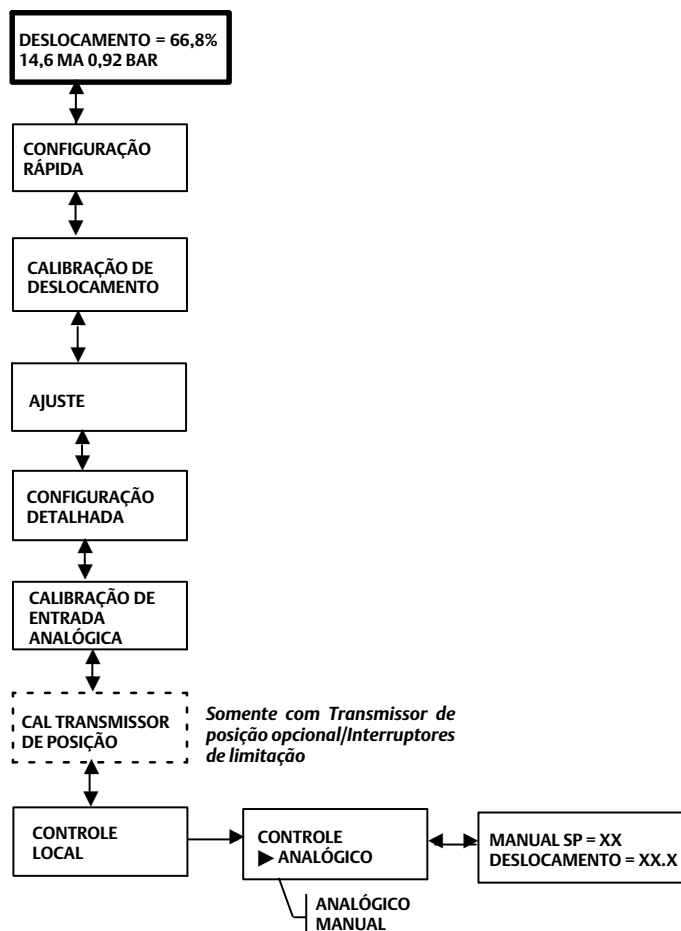 DESLOCAMENTO = 66,8%
14,6 MA 0,92 BAR
CONFIGURAÇÃO
RÁPIDA
CALIBRAÇÃO DE
DESLOCAMENTO
AJUSTE
CONFIGURAÇÃO
DETALHADA
CALIBRAÇÃO DE
ENTRADA
ANALÓGICA
CAL TRANSMISSOR
DE POSIÇÃO
Somente com Transmissor de
posição opcional/Interruptores
de limitação
CONTROLE
LOCAL
CONTROLE
▶ ANALÓGICO
MANUAL SP = XX
DESLOCAMENTO = XX.X
ANALÓGICO
MANUAL